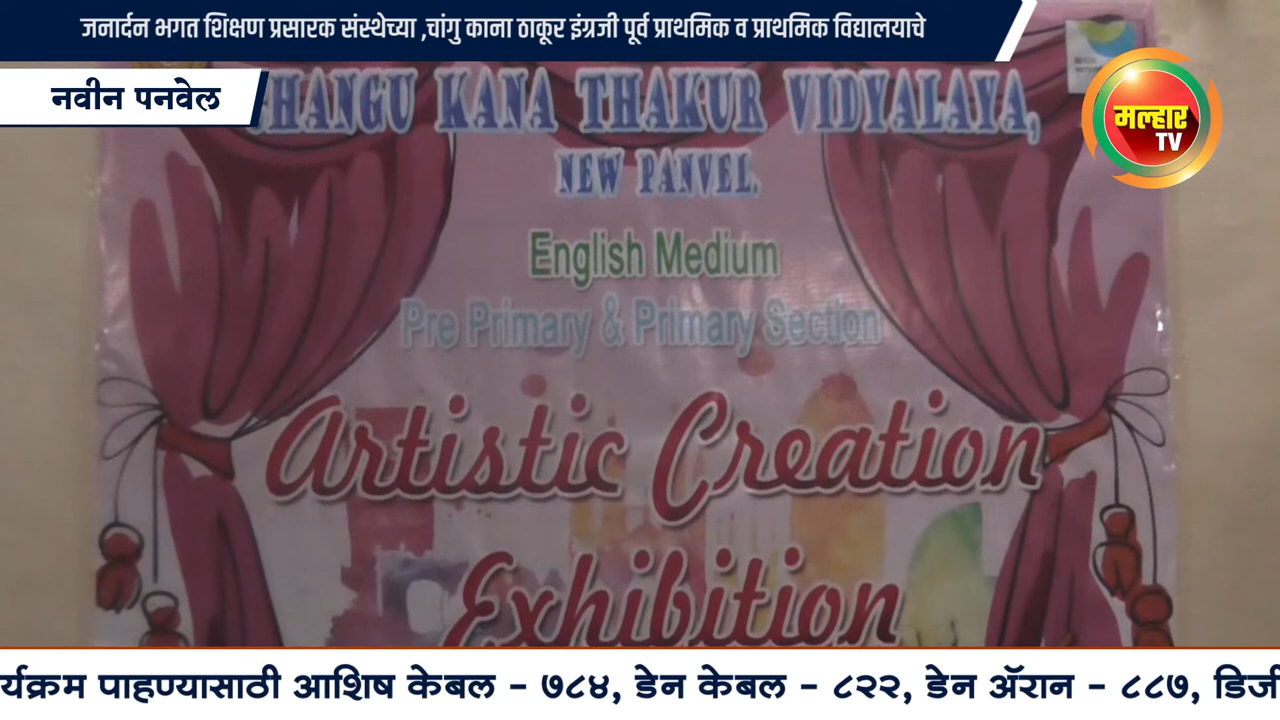 जनार्दन भगत शिक्षण प्रसारक संस्थेच्या ,चांगु काना ठाकूर इंग्रजी पूर्व प्राथमिक व प्राथमिक विद्यालयाचे
नवीन पनवेल
मल्हार
TV
HANGU KANA THAKUR VIDYALAYA,
NEW PANVEL.
English Medium
Pre Primary & Primary Section
Artistic Creation
Exhibition
र्यक्रम पाहण्यासाठी आशिष केबल - ७८४, डेन केबल - ८२२, डेन ॲरान - ८८७, डिजी